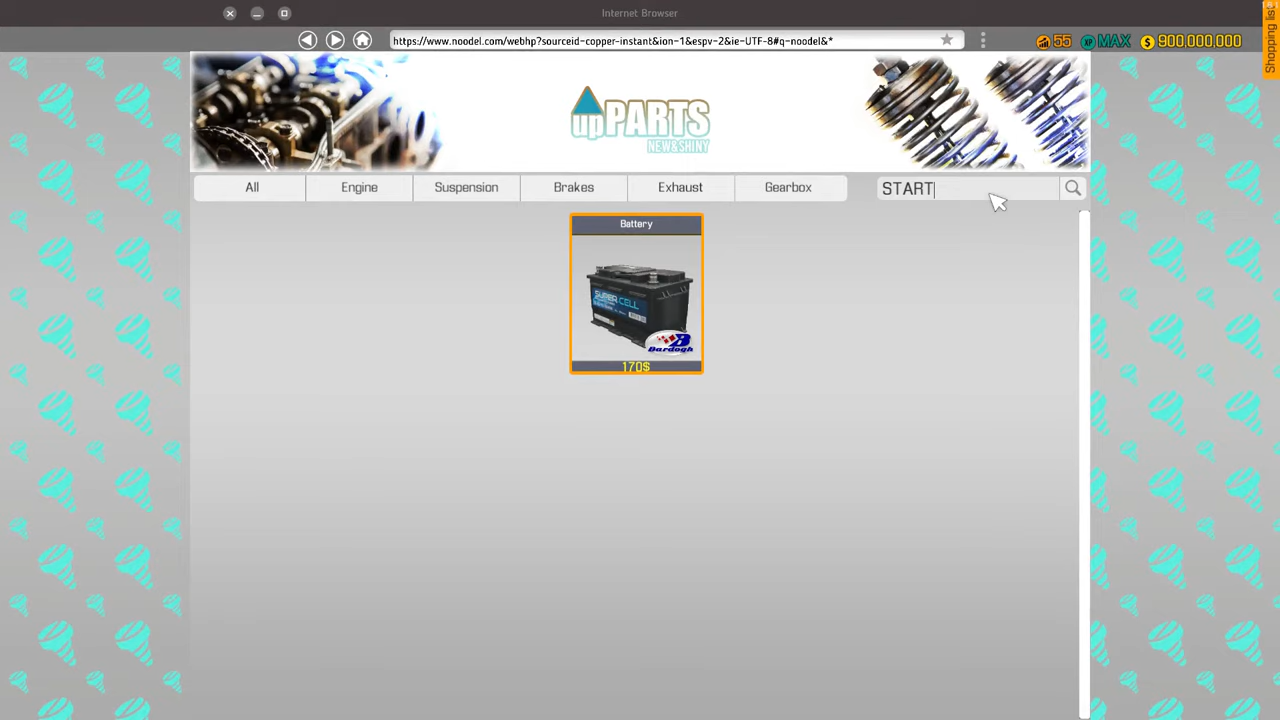 Internet Browser
https://www.noodel.com/webhp?sourceid-copper-instant&ion-1&espv-2&ie-UTF-8#q-noodel&*
55
XP MAX
$ 900,000,000
Shopping list
upPARTS
NEW&SHINY
All
Engine
Suspension
Brakes
Exhaust
Gearbox
START
Battery
SUPER CELL
Bardogh
170$